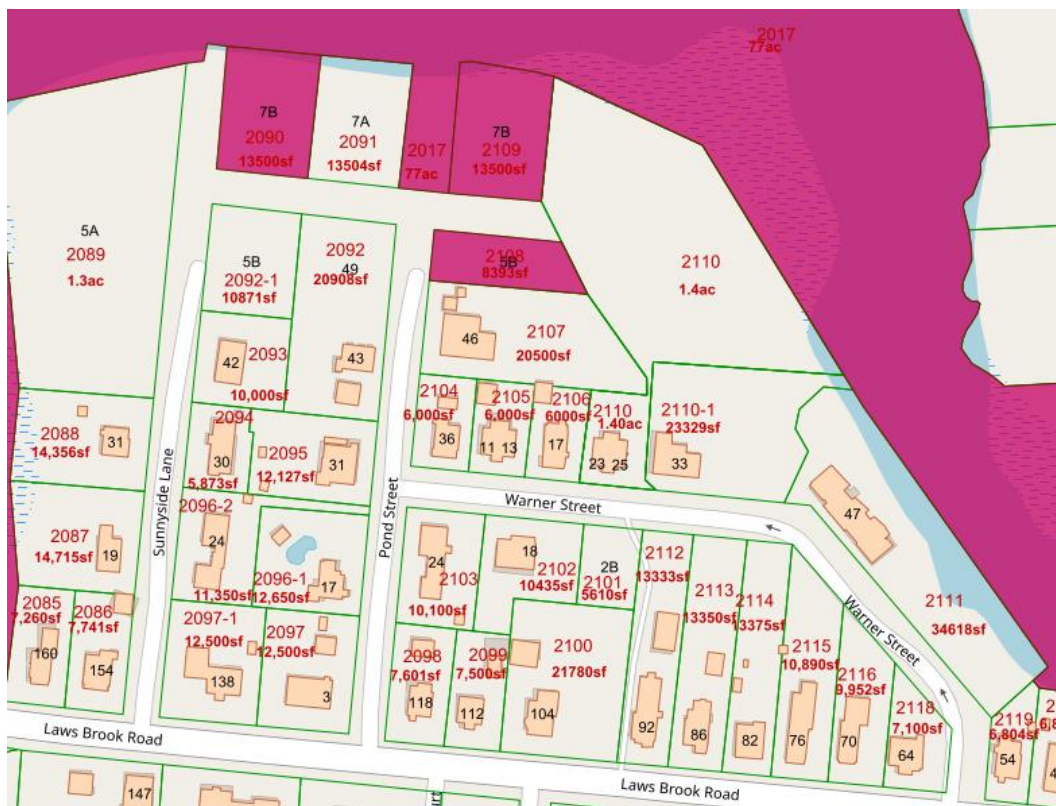 2017
77ac
7B
2090
13500sf
7A
2091
13504sf
2017
77ac
7B
2109
13500sf
5A
2089
1.3ac
5B
2092-1
10871sf
2092
49
20908sf
2108
5B
8393sf
2110
1.4ac
46
2107
20500sf
42
2093
10,000sf
43
2104
6,000sf
36
2105
6,000sf
11 13
2106
6000sf
17
2110
1.40ac
23 25
2110-1
23329sf
33
2088
14,356sf
31
2094
30
5,873sf
2095
12,127sf
31
Sunnyside Lane
Pond Street
Warner Street
47
2087
14,715sf
19
2096-2
24
11,350sf
2096-1
12,650sf
17
24
2103
10,100sf
18
2102
10435sf
2B
2101
5610sf
2112
13333sf
2113
13350sf
2114
13375sf
2115
10,890sf
2116
9,952sf
Warner Street
2111
34618sf
2085
7,260sf
160
2086
7,741sf
154
2097-1
12,500sf
138
2097
12,500sf
3
2098
7,601sf
118
2099
7,500sf
112
2100
21780sf
104
92
86
82
76
70
2118
7,100sf
64
2119
6,804sf
54
Laws Brook Road
Laws Brook Road
147